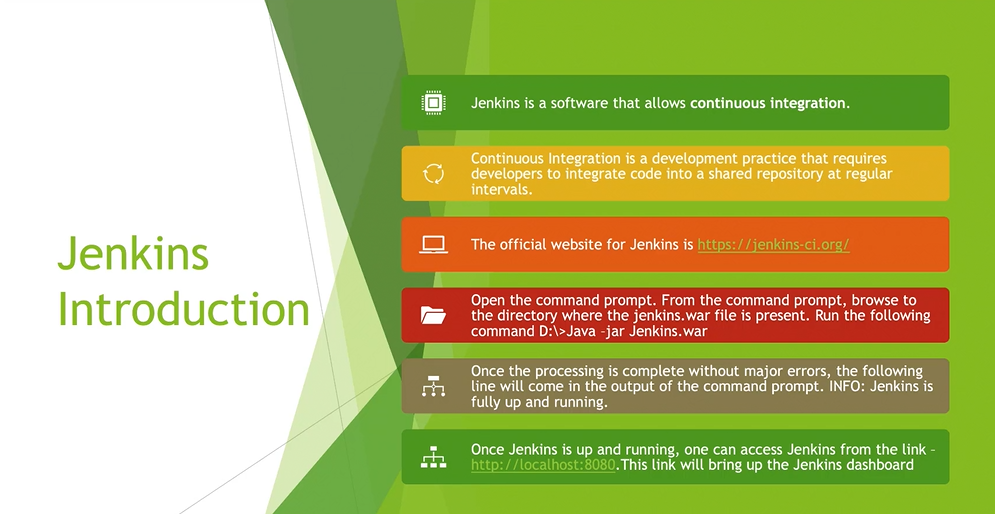 Jenkins
Introduction
Jenkins is a software that allows continuous integration.
Continuous Integration is a development practice that requires
developers to integrate code into a shared repository at regular
intervals.
The official website for Jenkins is https://jenkins-ci.org/
Open the command prompt. From the command prompt, browse to
the directory where the jenkins.war file is present. Run the following
command D:\>Java –jar Jenkins.war
Once the processing is complete without major errors, the following
line will come in the output of the command prompt. INFO: Jenkins is
fully up and running.
Once Jenkins is up and running, one can access Jenkins from the link –
http://localhost:8080.This link will bring up the Jenkins dashboard